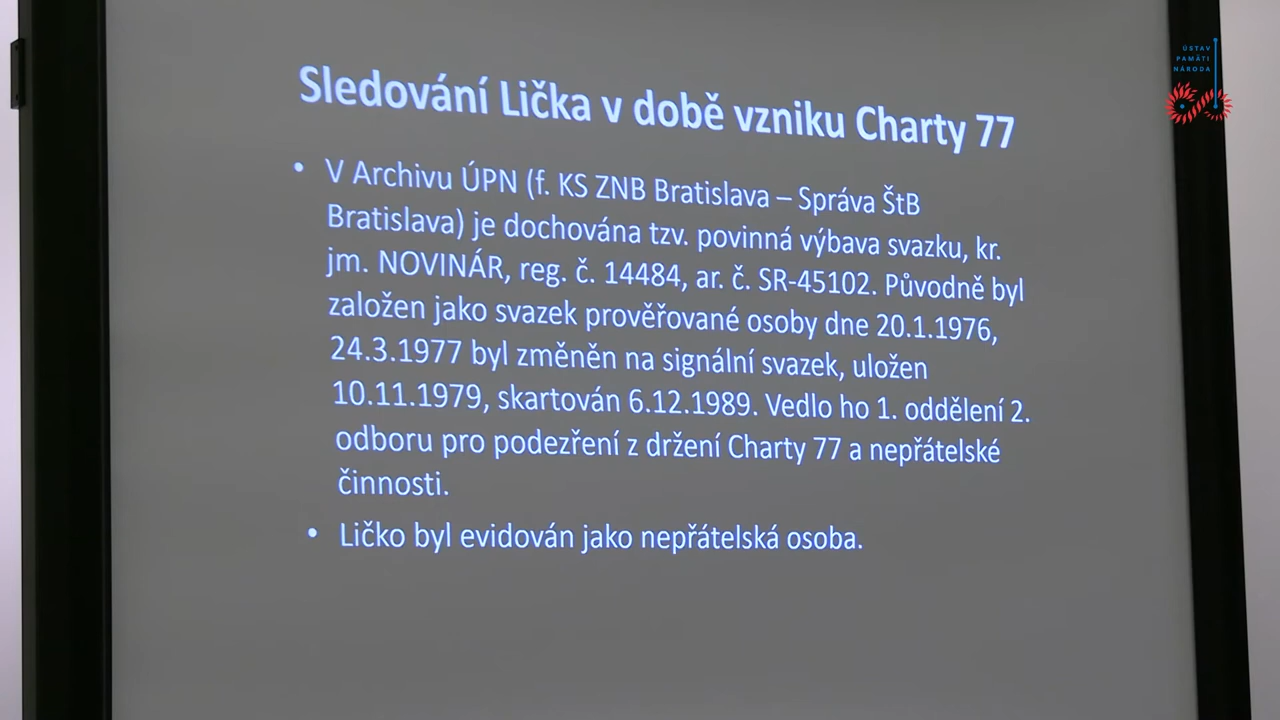 ÚSTAV
PAMÄTI
NÁRODA
Sledování Lička v době vzniku Charty 77
• V Archivu ÚPN (f. KS ZNB Bratislava – Správa ŠtB
Bratislava) je dochována tzv. povinná výbava svazku, kr.
jm. NOVINÁR, reg. č. 14484, ar. č. SR-45102. Původně byl
založen jako svazek prověřované osoby dne 20.1.1976,
24.3.1977 byl změněn na signální svazek, uložen
10.11.1979, skartován 6.12.1989. Vedlo ho 1. oddělení 2.
odboru pro podezření z držení Charty 77 a nepřátelské
činnosti.
• Ličko byl evidován jako nepřátelská osoba.